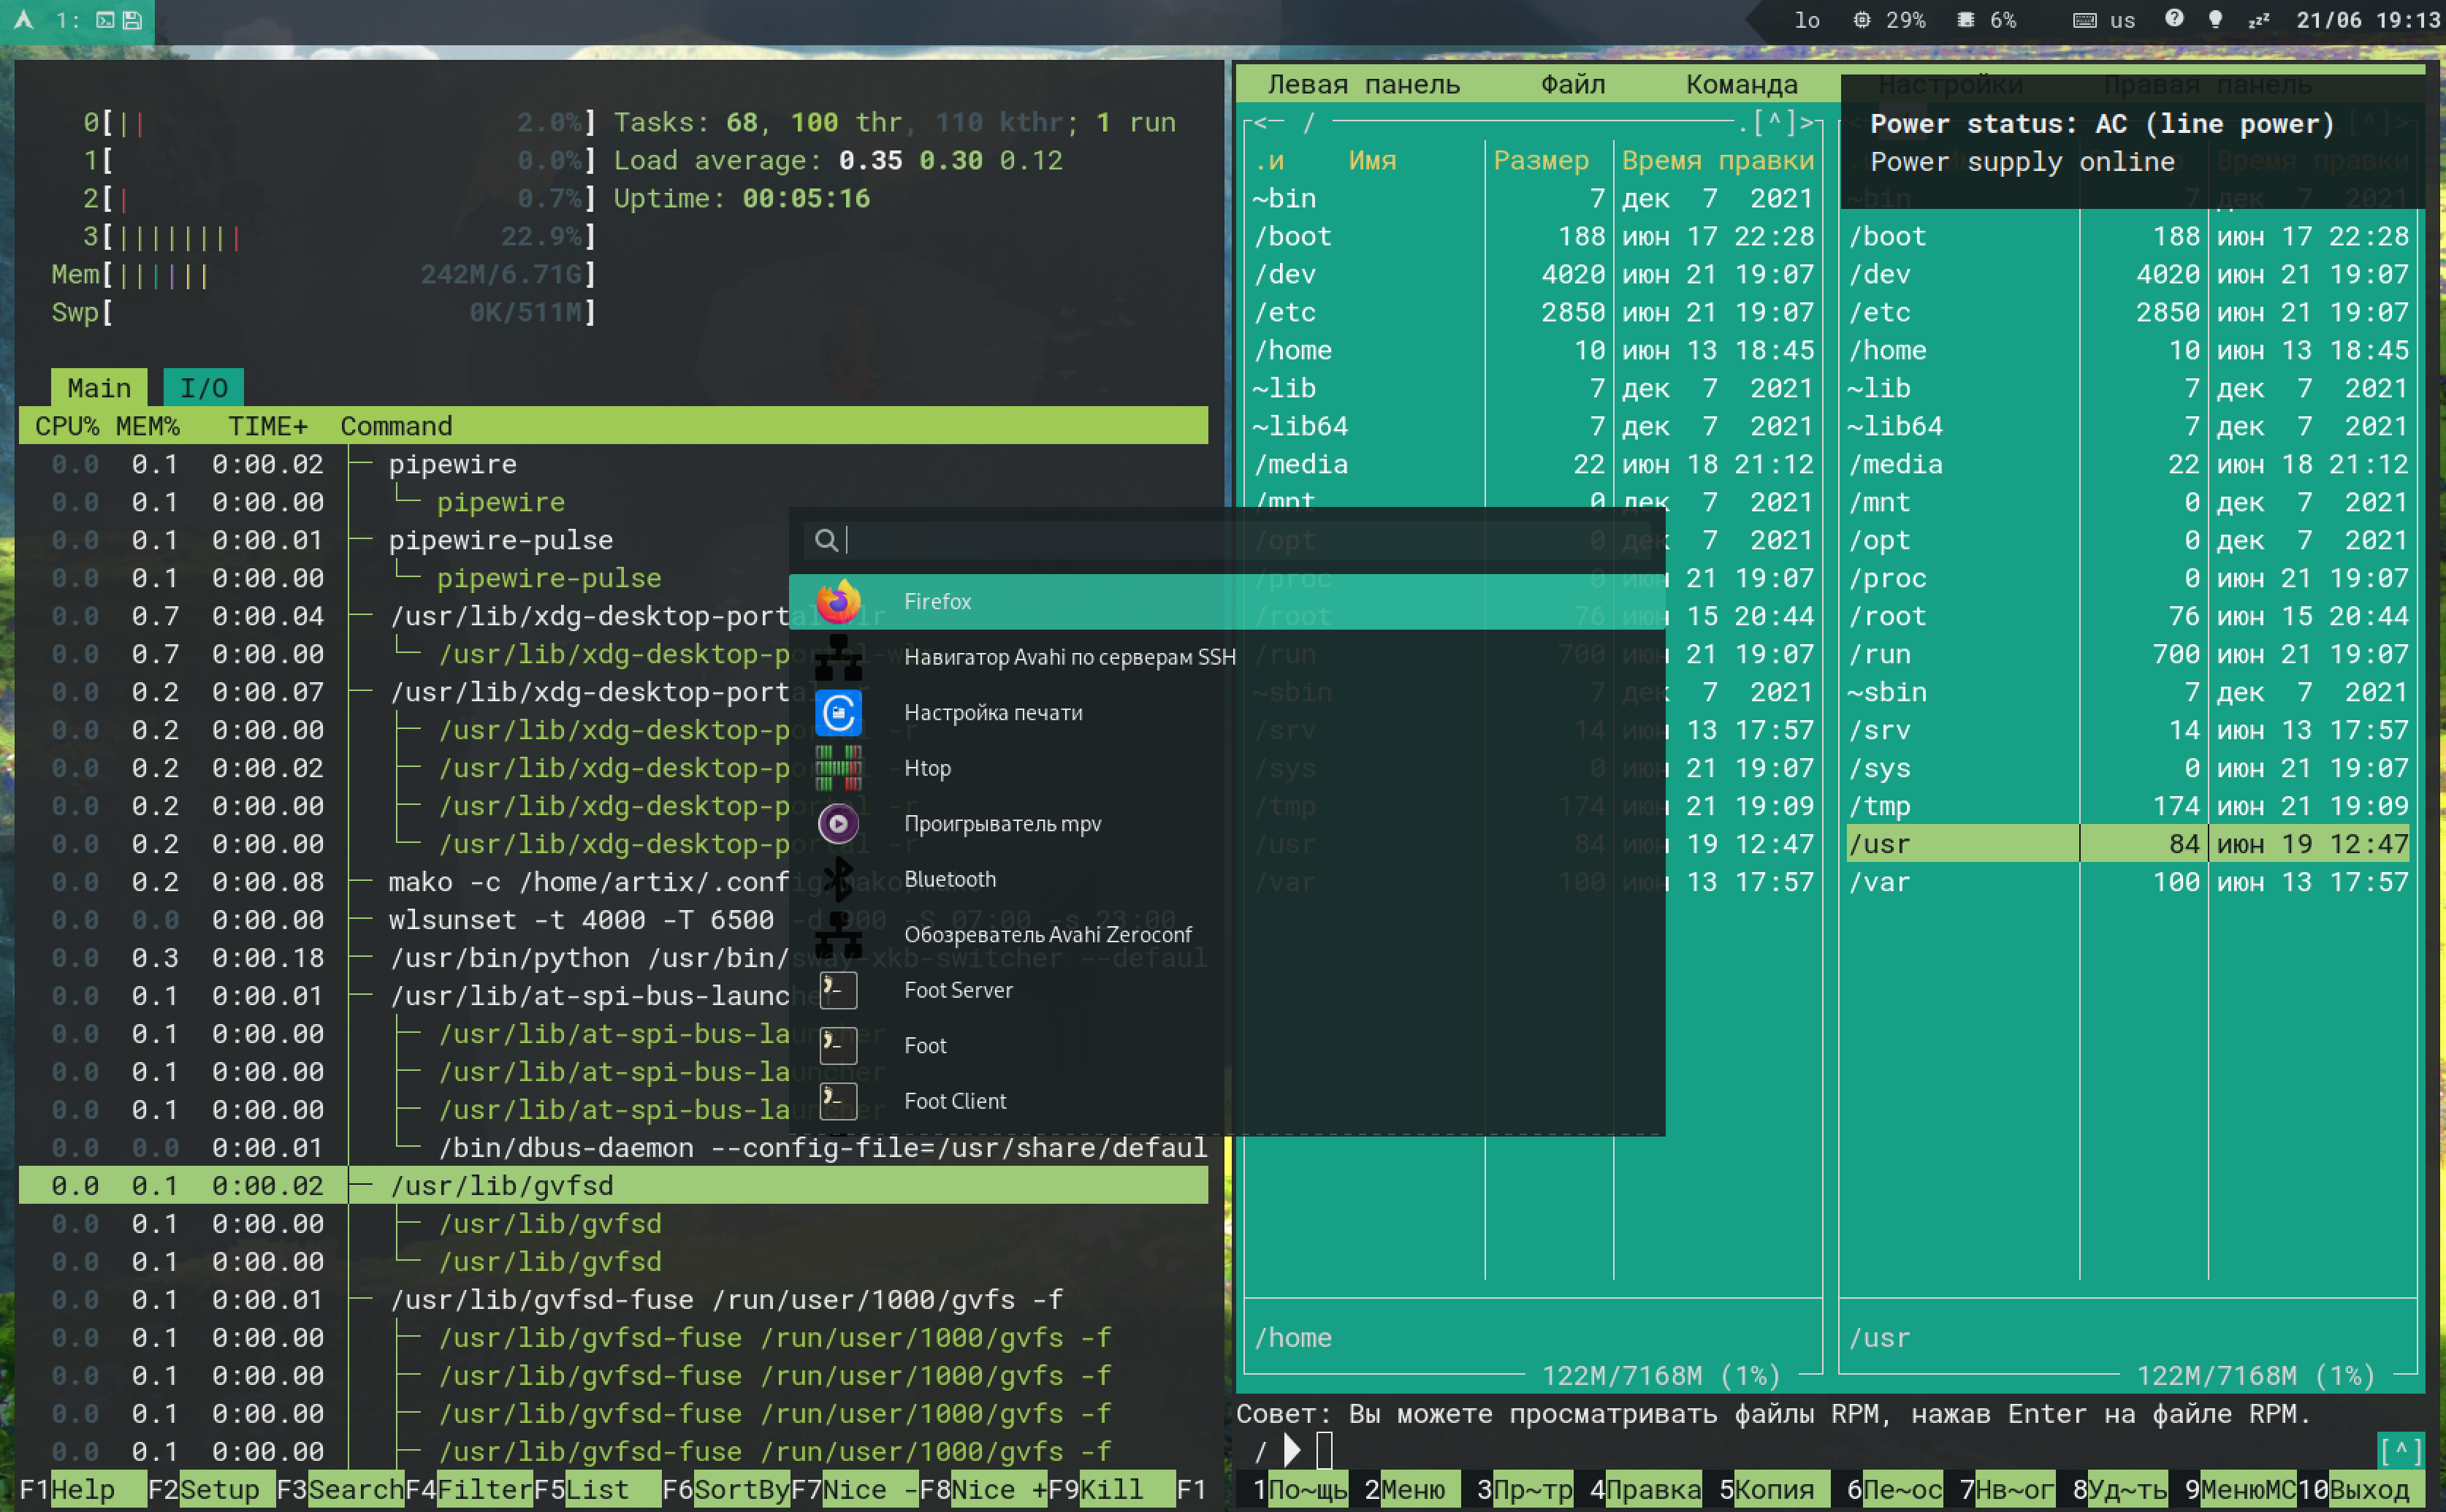 1:
lo 29% 6% us zzz 21/06 19:13
0[|| 2.0%] Tasks: 68, 100 thr, 110 kthr; 1 run
1[ 0.0%] Load average: 0.35 0.30 0.12
2[| 0.7%] Uptime: 00:05:16
3[|||||||| 22.9%]
Mem[|||||| 242M/6.71G]
Swp[ 0K/511M]
Main I/O
CPU% MEM% TIME+ Command
0.0 0.1 0:00.02 pipewire
0.0 0.1 0:00.00 pipewire
0.0 0.1 0:00.01 pipewire-pulse
0.0 0.1 0:00.00 pipewire-pulse
0.0 0.7 0:00.04 /usr/lib/xdg-desktop-portal-wlr
0.0 0.7 0:00.00 /usr/lib/xdg-desktop-portal-w
0.0 0.2 0:00.07 /usr/lib/xdg-desktop-portal -r
0.0 0.2 0:00.00 /usr/lib/xdg-desktop-portal -r
0.0 0.2 0:00.02 /usr/lib/xdg-desktop-portal -r
0.0 0.2 0:00.00 /usr/lib/xdg-desktop-portal -r
0.0 0.2 0:00.00 /usr/lib/xdg-desktop-portal -r
0.0 0.2 0:00.08 mako -c /home/artix/.config/mako
0.0 0.0 0:00.00 wlsunset -t 4000 -T 6500 -d 900 -S 07:00 -s 23:00
0.0 0.3 0:00.18 /usr/bin/python /usr/bin/sway-xkb-switcher --defaul
0.0 0.1 0:00.01 /usr/lib/at-spi-bus-launcher
0.0 0.1 0:00.00 /usr/lib/at-spi-bus-launcher
0.0 0.1 0:00.00 /usr/lib/at-spi-bus-launcher
0.0 0.1 0:00.00 /usr/lib/at-spi-bus-launcher
0.0 0.0 0:00.01 /bin/dbus-daemon --config-file=/usr/share/defaul
0.0 0.1 0:00.02 /usr/lib/gvfsd
0.0 0.1 0:00.00 /usr/lib/gvfsd
0.0 0.1 0:00.00 /usr/lib/gvfsd
0.0 0.1 0:00.01 /usr/lib/gvfsd-fuse /run/user/1000/gvfs -f
0.0 0.1 0:00.00 /usr/lib/gvfsd-fuse /run/user/1000/gvfs -f
0.0 0.1 0:00.00 /usr/lib/gvfsd-fuse /run/user/1000/gvfs -f
0.0 0.1 0:00.00 /usr/lib/gvfsd-fuse /run/user/1000/gvfs -f
0.0 0.1 0:00.00 /usr/lib/gvfsd-fuse /run/user/1000/gvfs -f
F1Help F2Setup F3SearchF4FilterF5List F6SortByF7Nice -F8Nice +F9Kill F1
Firefox
Навигатор Avahi по серверам SSH
Настройка печати
Htop
Проигрыватель mpv
Bluetooth
Обозреватель Avahi Zeroconf
Foot Server
Foot
Foot Client
Левая панель Файл Команда Настройки Правая панель
Power status: AC (line power)
Power supply online
<─ / .[^]>
.и Имя Размер Время правки
~bin 7 дек 7 2021
/boot 188 июн 17 22:28
/dev 4020 июн 21 19:07
/etc 2850 июн 21 19:07
/home 10 июн 13 18:45
~lib 7 дек 7 2021
~lib64 7 дек 7 2021
/media 22 июн 18 21:12
/mnt 0 дек 7 2021
/opt 0 дек 7 2021
/proc 0 июн 21 19:07
/root 76 июн 15 20:44
/run 700 июн 21 19:07
~sbin 7 дек 7 2021
/srv 14 июн 13 17:57
/sys 0 июн 21 19:07
/tmp 174 июн 21 19:09
/usr 84 июн 19 12:47
/var 100 июн 13 17:57
/home
122M/7168M (1%)
.[^]>
Время правки
~bin 7 дек 7 2021
/boot 188 июн 17 22:28
/dev 4020 июн 21 19:07
/etc 2850 июн 21 19:07
/home 10 июн 13 18:45
~lib 7 дек 7 2021
~lib64 7 дек 7 2021
/media 22 июн 18 21:12
/mnt 0 дек 7 2021
/opt 0 дек 7 2021
/proc 0 июн 21 19:07
/root 76 июн 15 20:44
/run 700 июн 21 19:07
~sbin 7 дек 7 2021
/srv 14 июн 13 17:57
/sys 0 июн 21 19:07
/tmp 174 июн 21 19:09
/usr 84 июн 19 12:47
/var 100 июн 13 17:57
/usr
122M/7168M (1%)
Совет: Вы можете просматривать файлы RPM, нажав Enter на файле RPM.
/
[^]
1По~щь 2Меню 3Пр~тр 4Правка 5Копия 6Пе~ос 7Нв~ог 8Уд~ть 9МенюMC10Выход